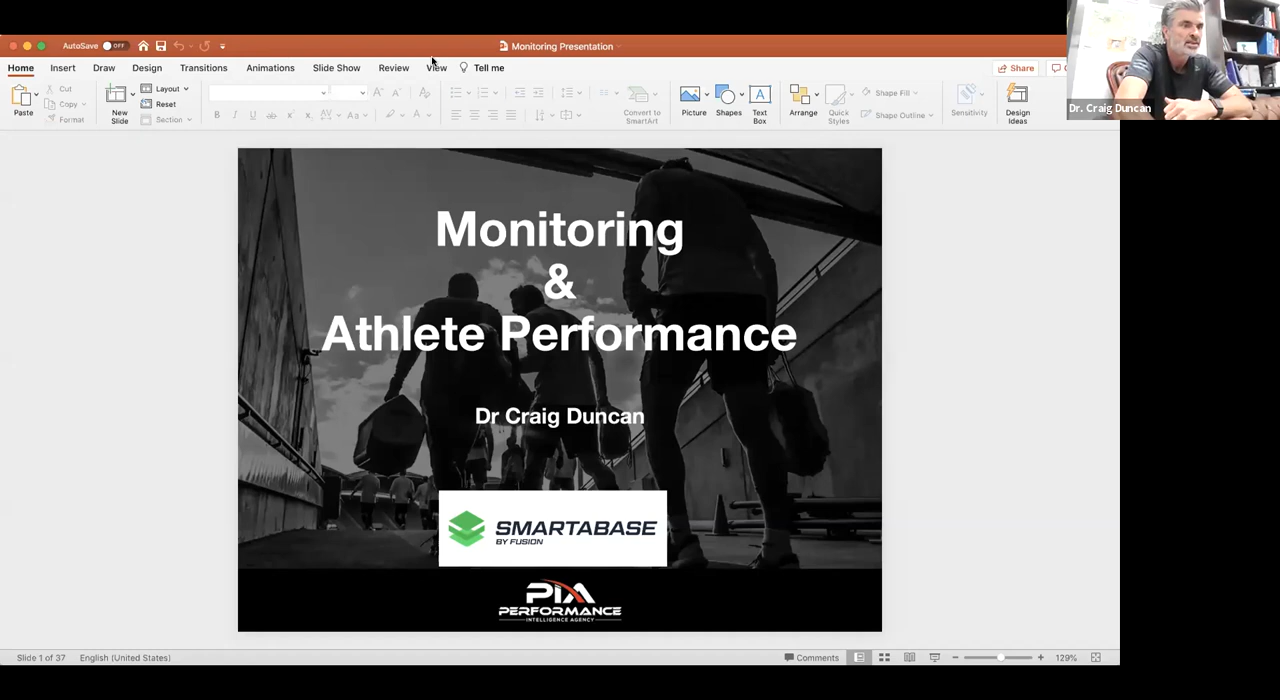 AutoSave OFF
Monitoring Presentation
Home Insert Draw Design Transitions Animations Slide Show Review View Tell me
Share
Paste
Cut
Copy
Format
New Slide
Layout
Reset
Section
Convert to SmartArt
Picture
Shapes
Text Box
Arrange
Quick Styles
Shape Fill
Shape Outline
Sensitivity
Design Ideas
Dr. Craig Duncan
Monitoring
&
Athlete Performance
Dr Craig Duncan
SMARTABASE
BY FUSION
PIA
PERFORMANCE
INTELLIGENCE AGENCY
Slide 1 of 37 English (United States) Comments 129%